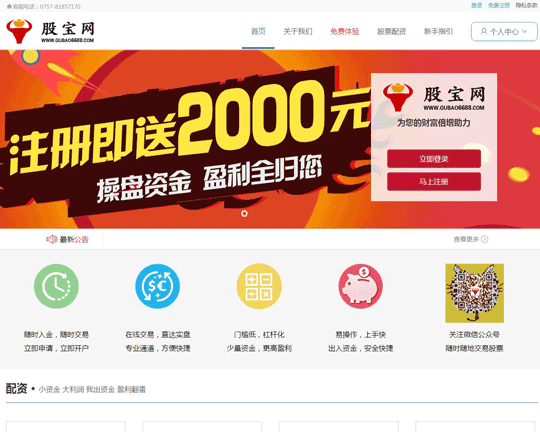 客服电话：0757-81857170
登录 免费注册 隐私条款
股宝网
WWW.GUBAO6688.COM
首页 关于我们 免费体验 股票配资 新手指引 个人中心
注册即送2000元
操盘资金 盈利全归您
股宝网
WWW.GUBAO6688.COM
为您的财富倍增助力
立即登录
马上注册
最新公告
查看更多
随时入金，随时交易 在线交易，直达实盘 门槛低，杠杆化 易操作，上手快 关注微信公众号
立即申请，立即开户 专业通道，方便快捷 少量资金，更高盈利 出入资金，安全快捷 随时随地交易股票
配资 • 小资金 大利润 我出资金 盈利翻番